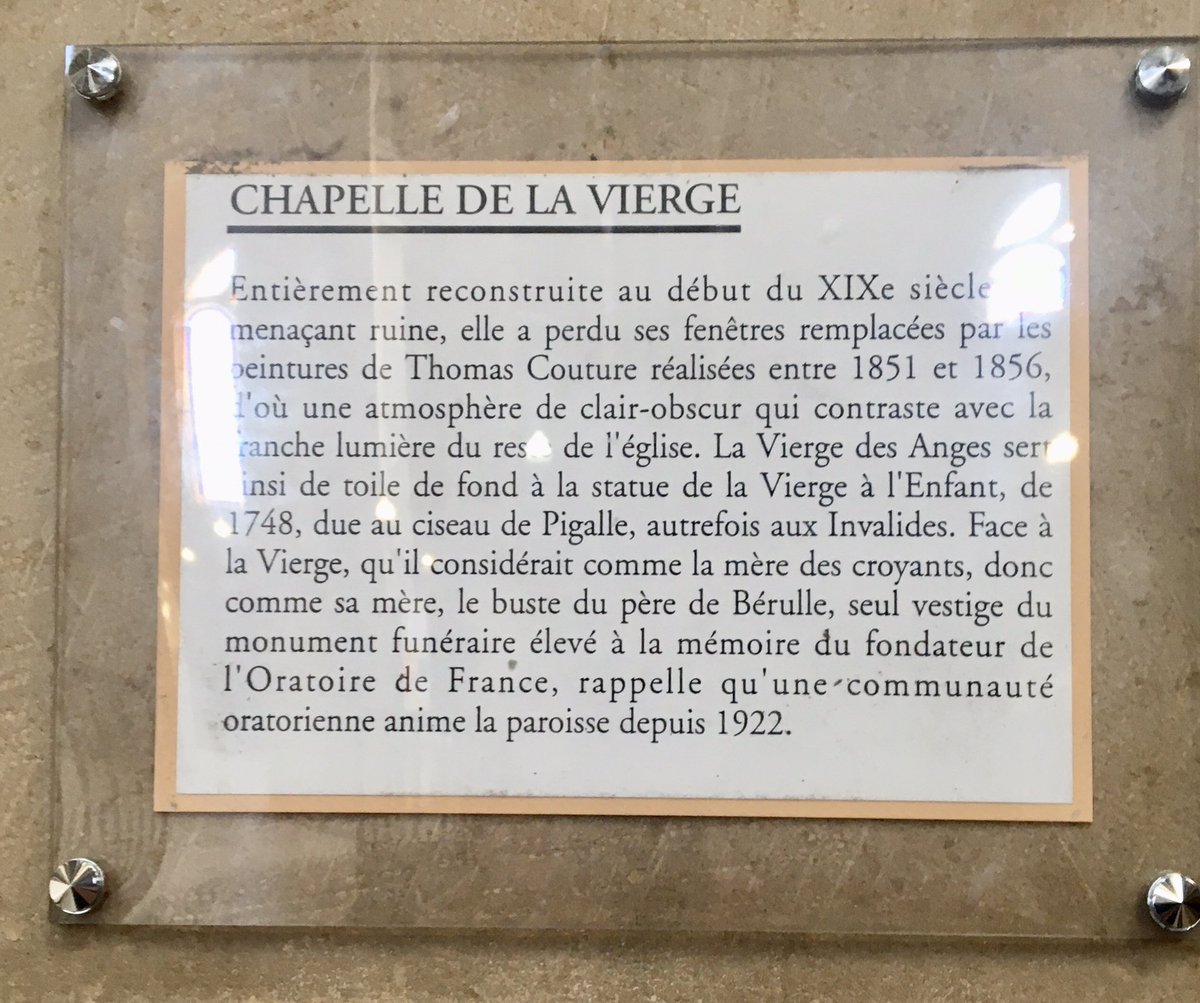 CHAPELLE DE LA VIERGE
Entièrement reconstruite au début du XIXe siècle
menaçant ruine, elle a perdu ses fenêtres remplacées par les
peintures de Thomas Couture réalisées entre 1851 et 1856,
d'où une atmosphère de clair-obscur qui contraste avec la
franche lumière du reste de l'église. La Vierge des Anges sert
ainsi de toile de fond à la statue de la Vierge à l'Enfant, de
1748, due au ciseau de Pigalle, autrefois aux Invalides. Face à
la Vierge, qu'il considérait comme la mère des croyants, donc
comme sa mère, le buste du père de Bérulle, seul vestige du
monument funéraire élevé à la mémoire du fondateur de
l'Oratoire de France, rappelle qu'une communauté
oratorienne anime la paroisse depuis 1922.